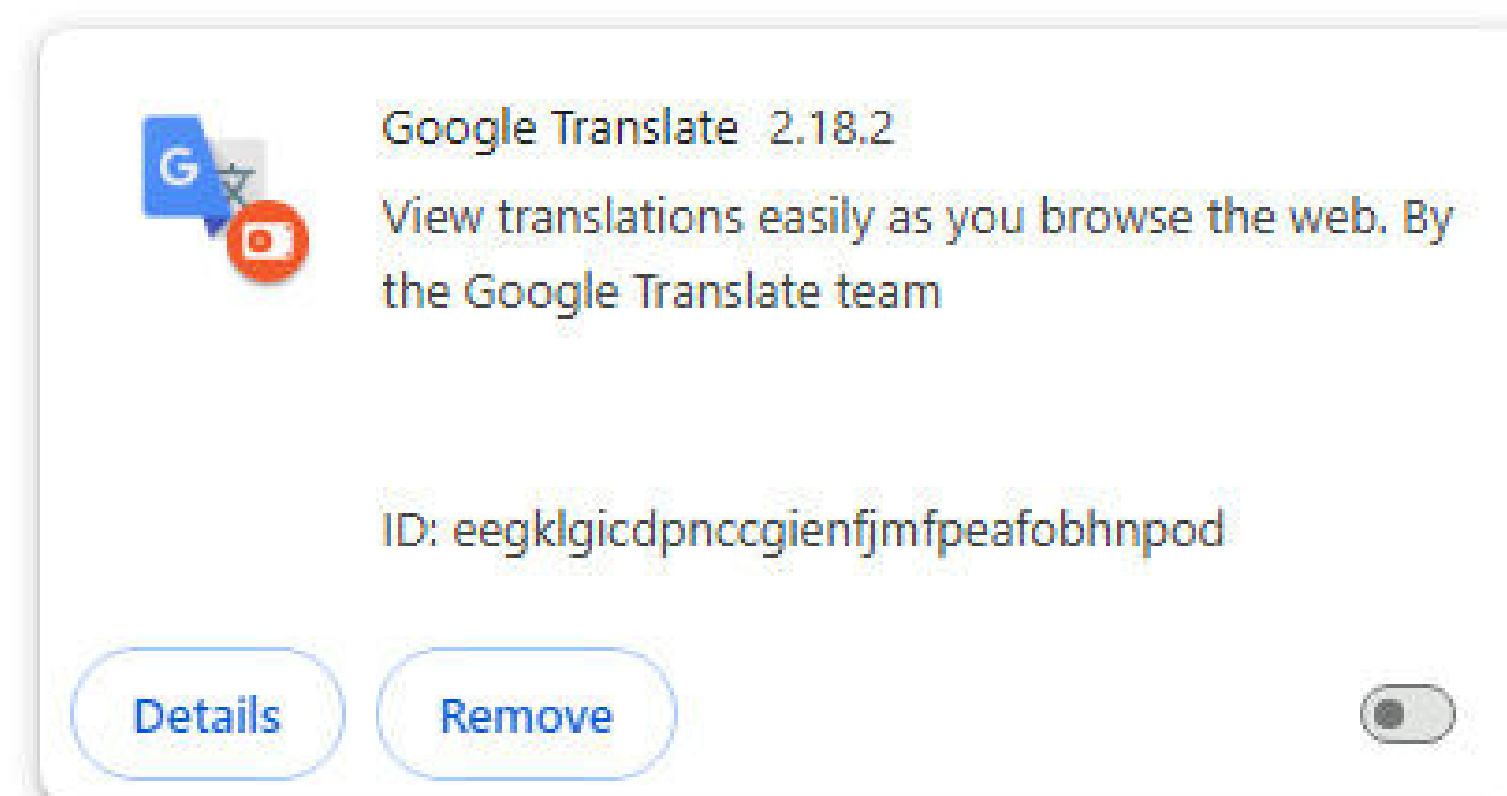 Google Translate 2.18.2
View translations easily as you browse the web. By
the Google Translate team
ID: eegklgicdpnccgienfjmfpeafobhnpod
Details Remove
G 文